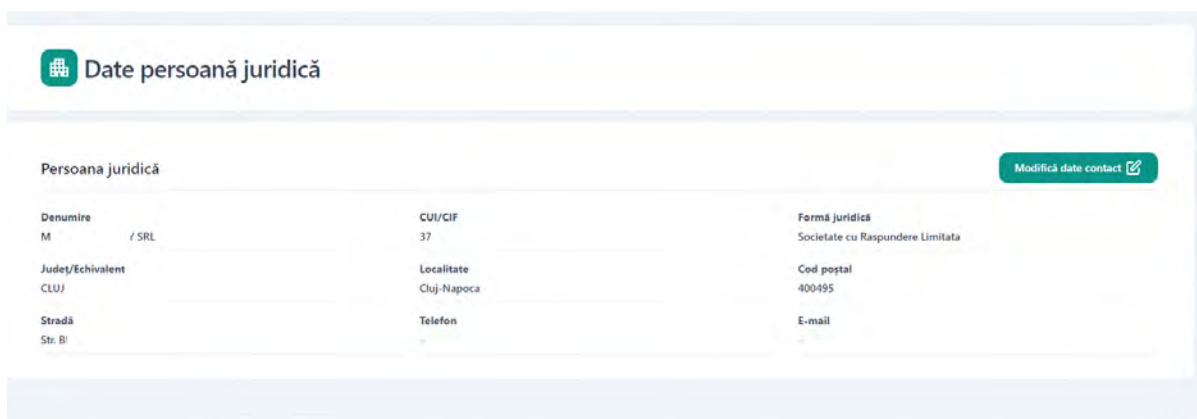 Date persoană juridică
Persoana juridică
Modifică date contact
Denumire CUI/CIF Formă juridică
M / SRL 37 Societate cu Raspundere Limitata
Județ/Echivalent Localitate Cod poștal
CLUJ Cluj-Napoca 400495
Stradă Telefon E-mail
Str. B - -